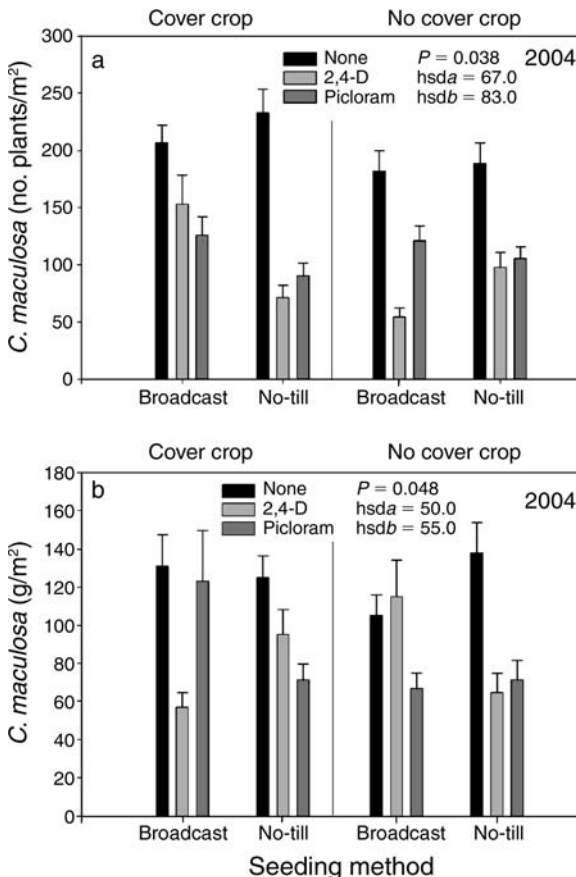 Cover crop No cover crop
300
250
200
150
100
50
0
C. maculosa (no. plants/m²)
a
None P = 0.038 2004
2,4-D hsda = 67.0
Picloram hsdb = 83.0
Broadcast No-till Broadcast No-till
Cover crop No cover crop
180
160
140
120
100
80
60
40
20
0
C. maculosa (g/m²)
b
None P = 0.048 2004
2,4-D hsda = 50.0
Picloram hsdb = 55.0
Broadcast No-till Broadcast No-till
Seeding method